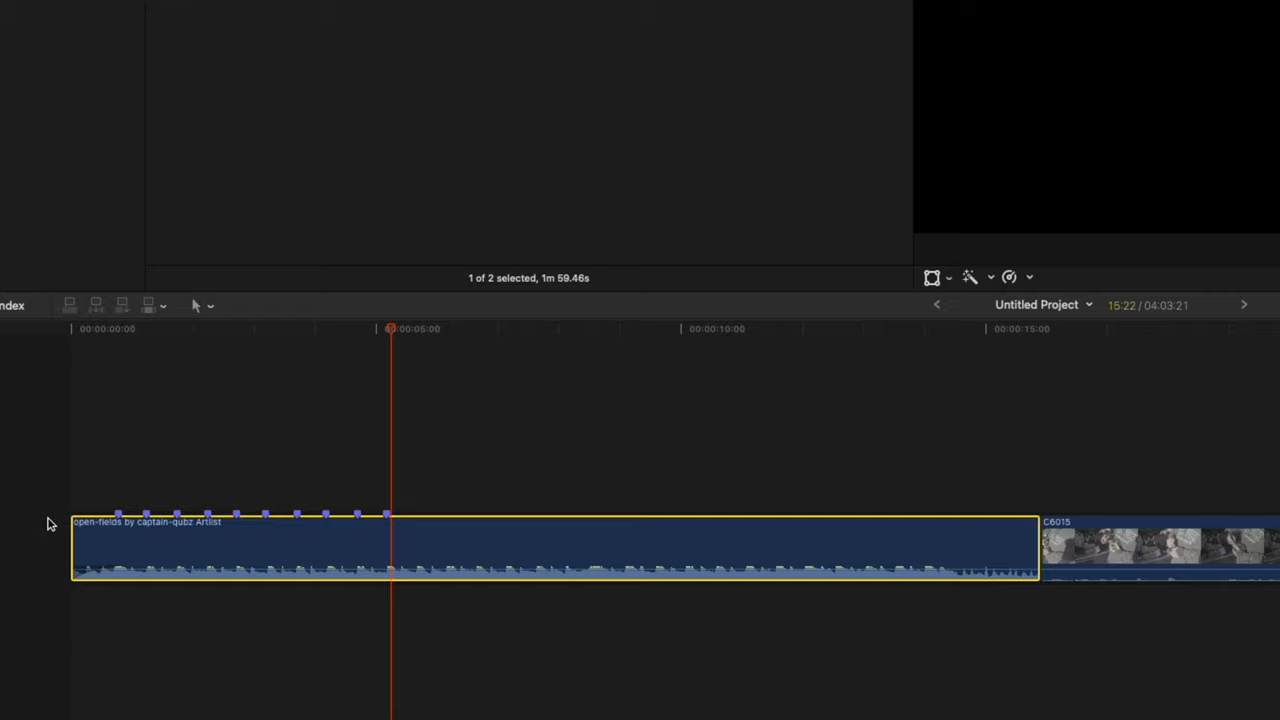 1 of 2 selected, 1m 59.46s
ndex
Untitled Project
15:22 / 04:03:21
00:00:00:00
00:00:05:00
00:00:10:00
00:00:15:00
open-fields by captain-qubz Artlist
C6015